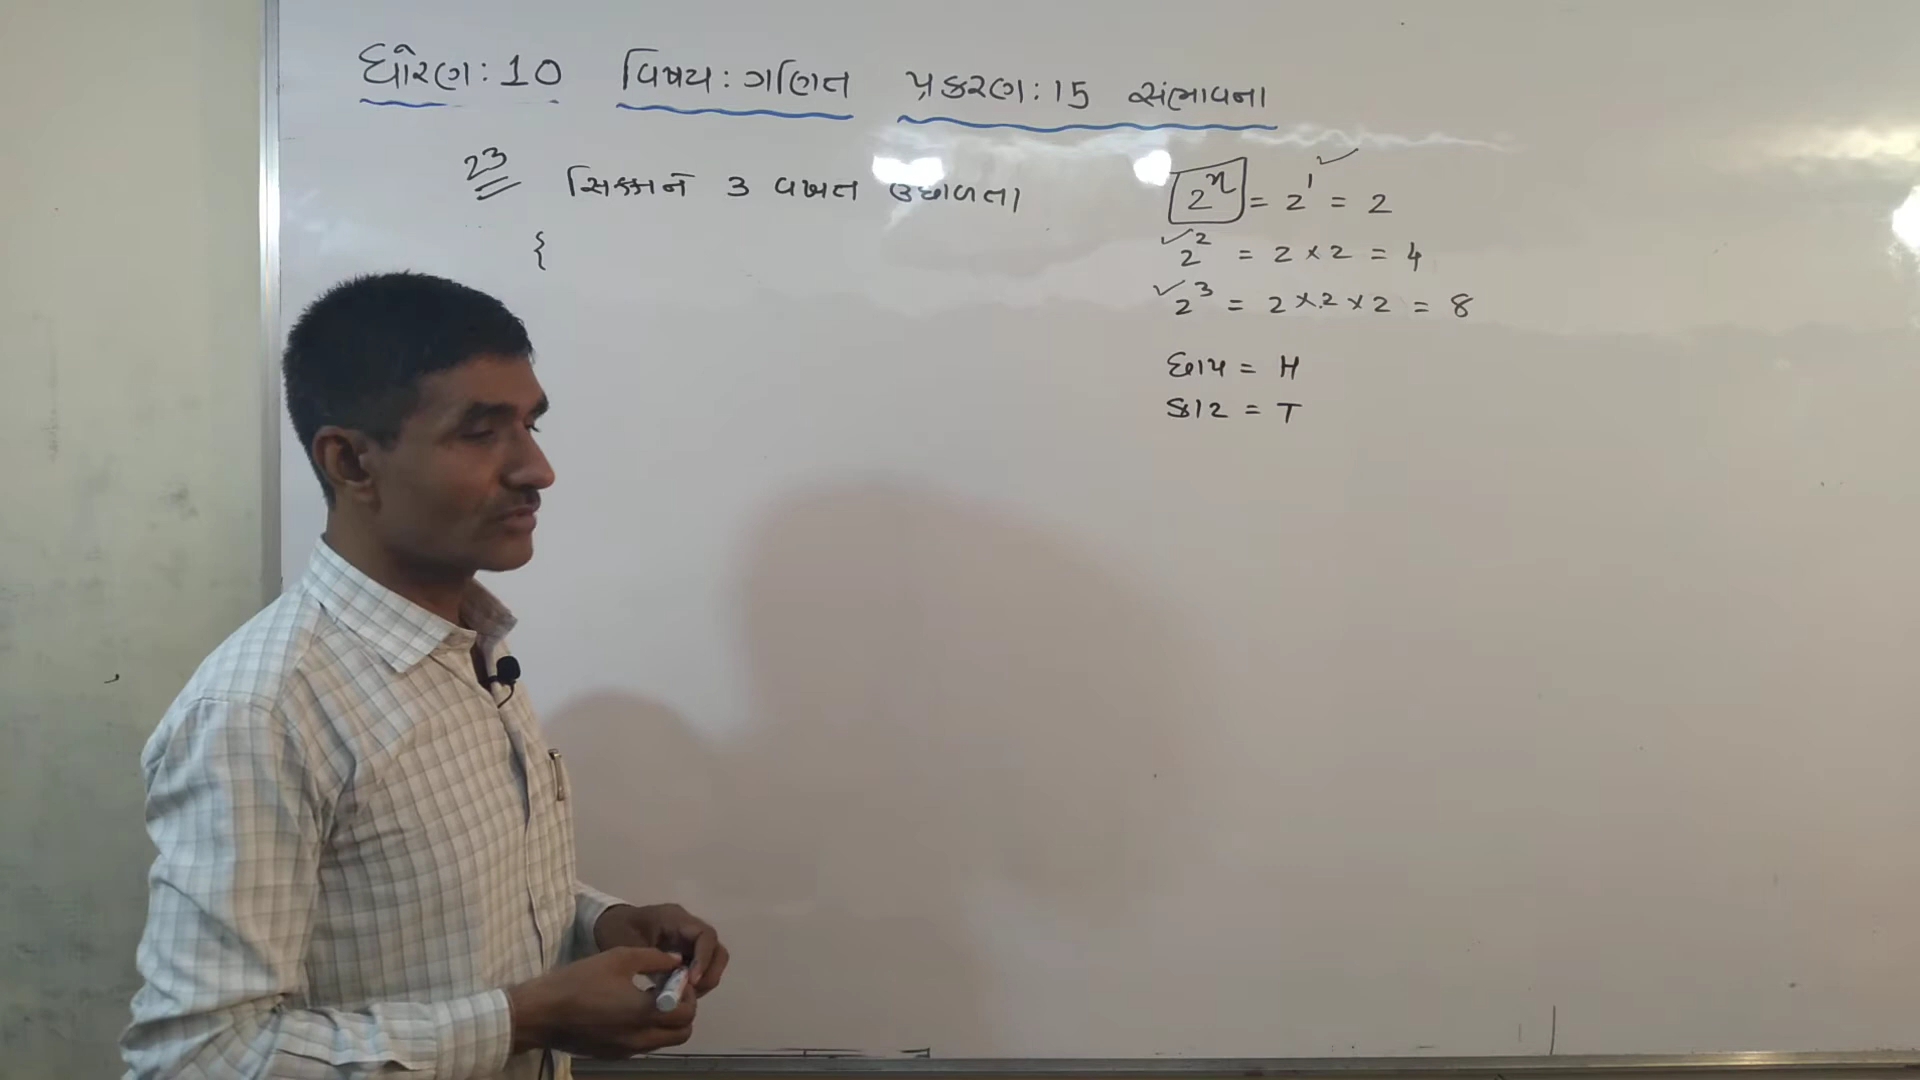 ધોરણ : 10 વિષય : ગણિત પ્રકરણ : 15 સંભાવના
23 સિક્કાને 3 વખત ઉછાળતા
{
2ⁿ = 2¹ = 2
2² = 2 × 2 = 4
2³ = 2 × 2 × 2 = 8
છાપ = H
કાટ = T